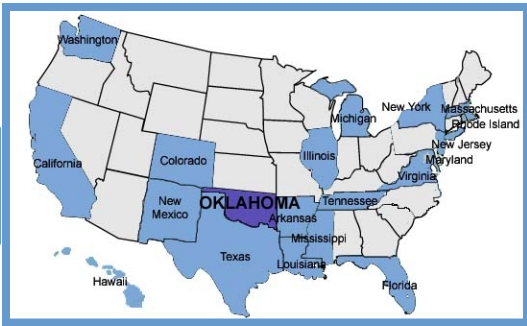 Washington
New York
Massachusetts
Michigan
Rhode Island
New Jersey
Illinois
Maryland
California
Colorado
Virginia
New
Mexico
OKLAHOMA
Tennessee
Arkansas
Mississippi
Texas
Louisiana
Hawaii
Florida